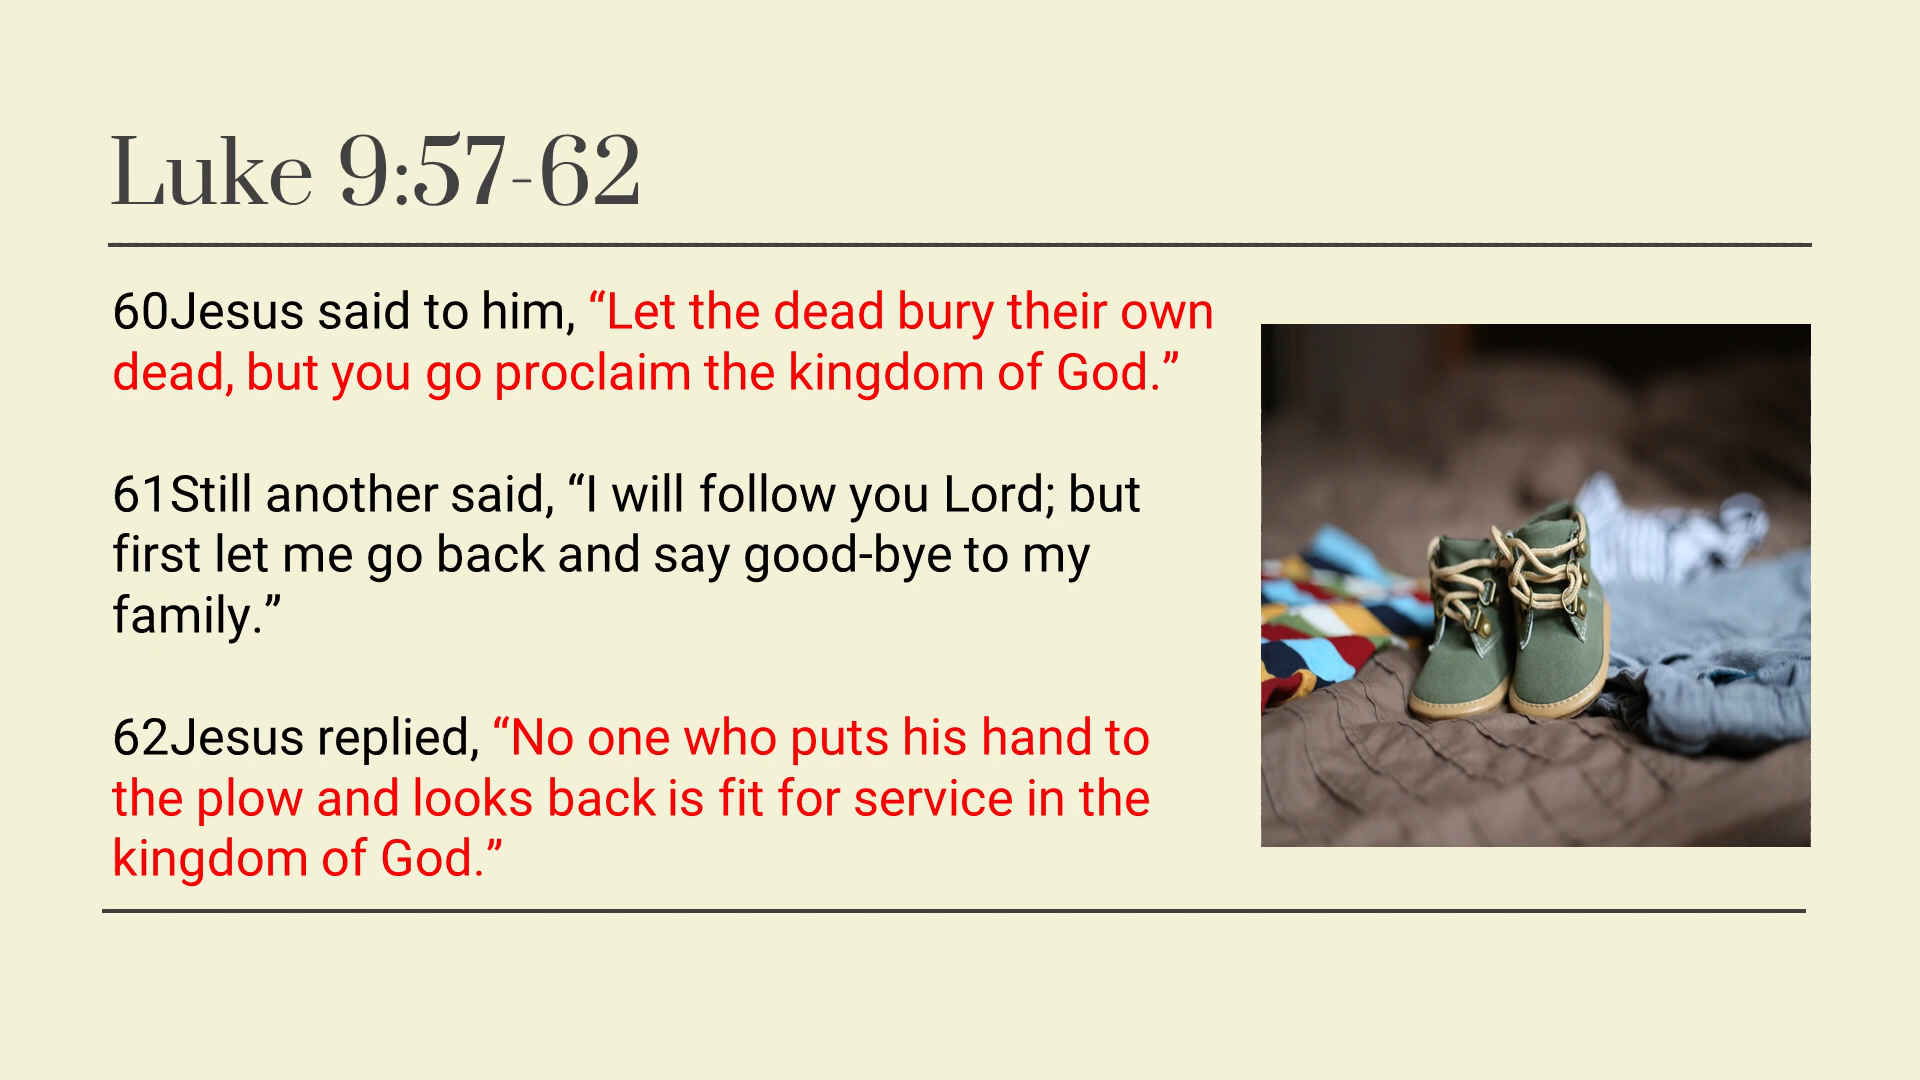 Luke 9:57-62
60Jesus said to him, “Let the dead bury their own
dead, but you go proclaim the kingdom of God.”
61Still another said, “I will follow you Lord; but
first let me go back and say good-bye to my
family.”
62Jesus replied, “No one who puts his hand to
the plow and looks back is fit for service in the
kingdom of God.”